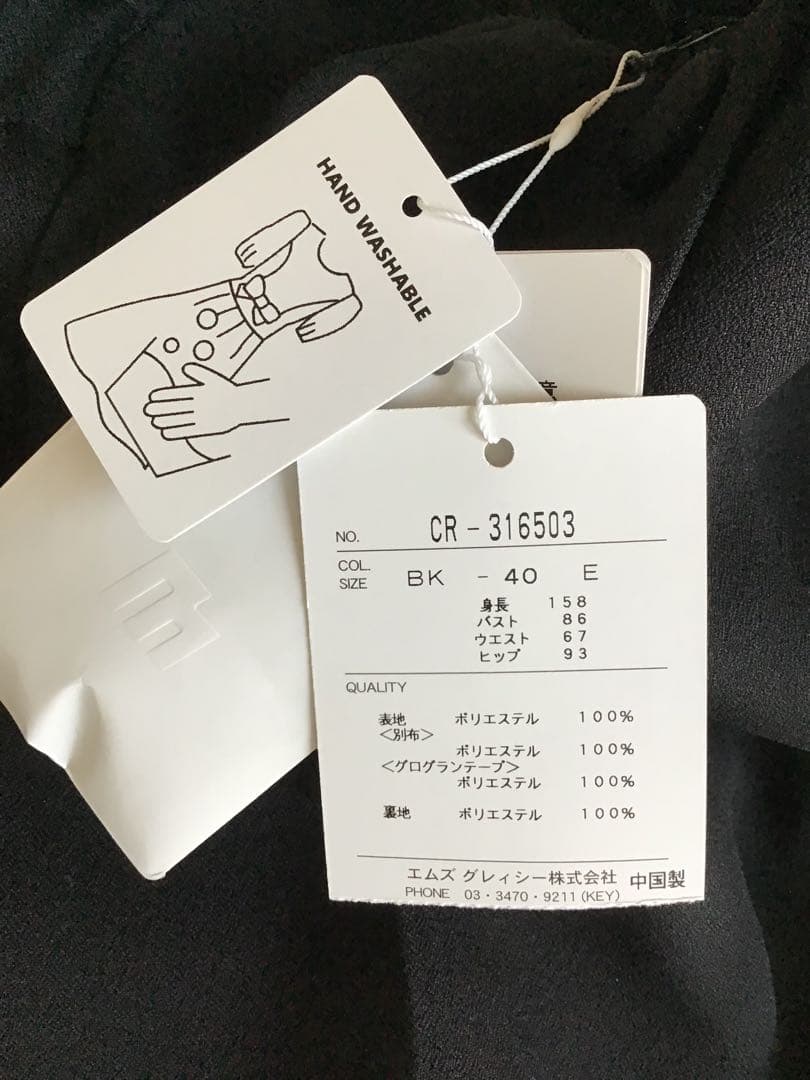 HAND WASHABLE
NO. CR-316503
COL.
SIZE BK - 40 E
身長 158
バスト 86
ウエスト 67
ヒップ 93
QUALITY
表地 ポリエステル 100%
<別布>
ポリエステル 100%
<グログランテープ>
ポリエステル 100%
裏地 ポリエステル 100%
エムズ グレィシー株式会社 中国製
PHONE 03・3470・9211(KEY)